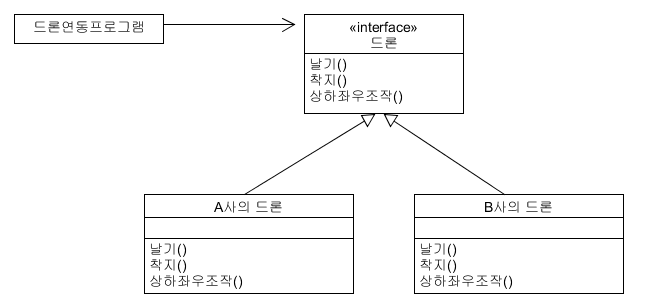 드론연동프로그램
«interface»
드론
날기()
착지()
상하좌우조작()
A사의 드론
날기()
착지()
상하좌우조작()
B사의 드론
날기()
착지()
상하좌우조작()